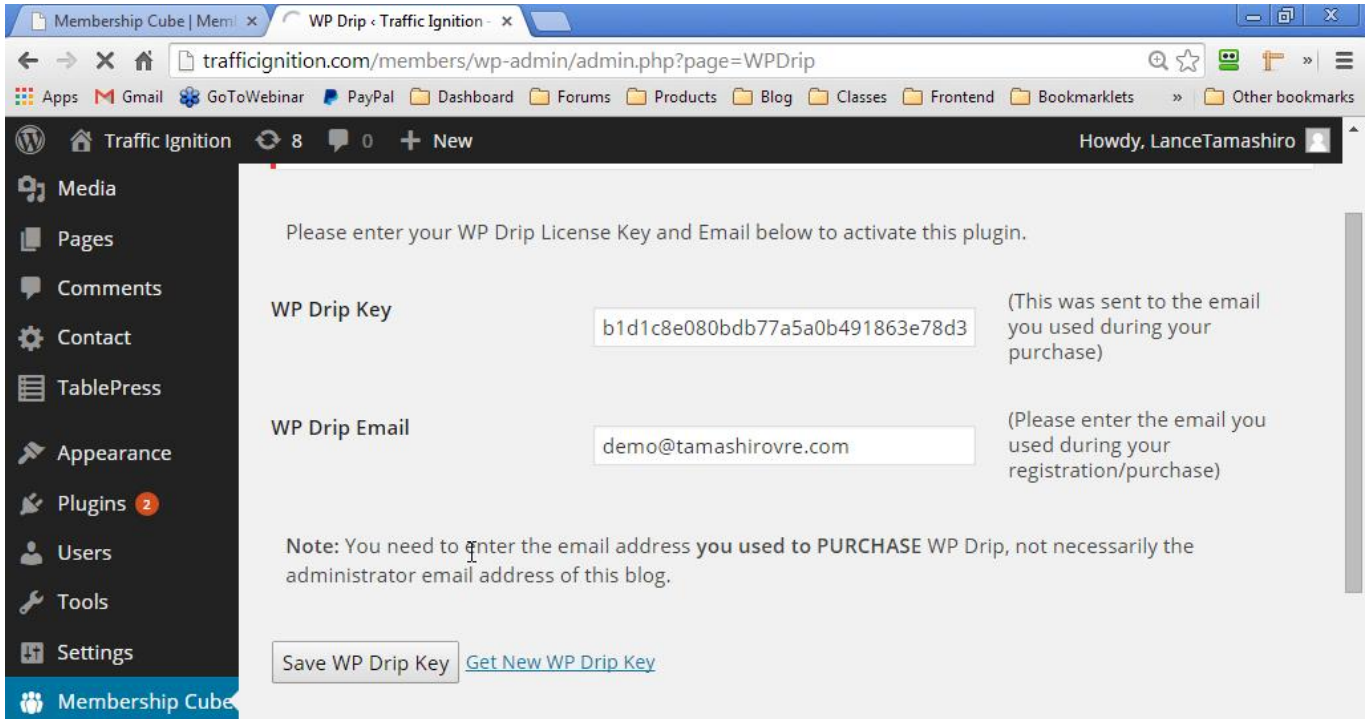 Membership Cube | Meml
WP Drip ‹ Traffic Ignition -
trafficignition.com/members/wp-admin/admin.php?page=WPDrip
Apps Gmail GoToWebinar PayPal Dashboard Forums Products Blog Classes Frontend Bookmarklets » Other bookmarks
Traffic Ignition 8 0 + New Howdy, LanceTamashiro
Media
Pages
Comments
Contact
TablePress
Appearance
Plugins 2
Users
Tools
Settings
Membership Cube
Please enter your WP Drip License Key and Email below to activate this plugin.
WP Drip Key
b1d1c8e080bdb77a5a0b491863e78d3
(This was sent to the email
you used during your
purchase)
WP Drip Email
demo@tamashirovre.com
(Please enter the email you
used during your
registration/purchase)
Note: You need to enter the email address you used to PURCHASE WP Drip, not necessarily the
administrator email address of this blog.
Save WP Drip Key Get New WP Drip Key